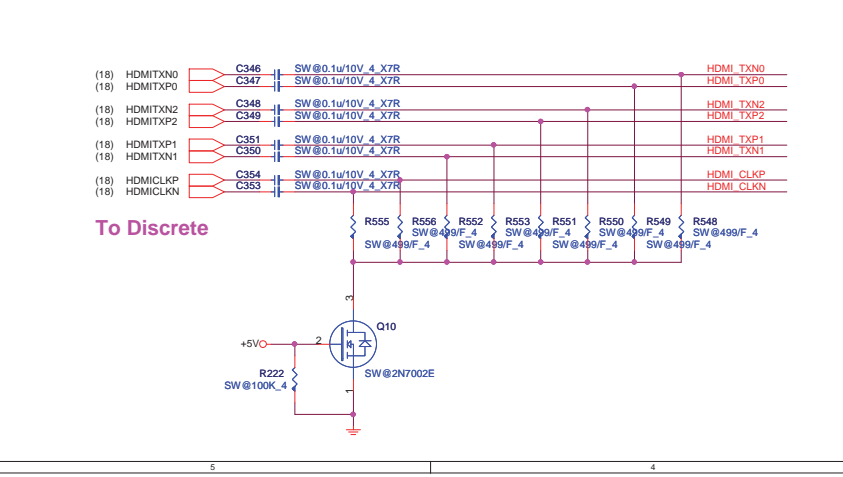 (18) HDMITXN0 C346 SW@0.1u/10V_4_X7R HDMI_TXN0
(18) HDMITXP0 C347 SW@0.1u/10V_4_X7R HDMI_TXP0
(18) HDMITXN2 C348 SW@0.1u/10V_4_X7R HDMI_TXN2
(18) HDMITXP2 C349 SW@0.1u/10V_4_X7R HDMI_TXP2
(18) HDMITXP1 C351 SW@0.1u/10V_4_X7R HDMI_TXP1
(18) HDMITXN1 C350 SW@0.1u/10V_4_X7R HDMI_TXN1
(18) HDMICLKP C354 SW@0.1u/10V_4_X7R HDMI_CLKP
(18) HDMICLKN C353 SW@0.1u/10V_4_X7R HDMI_CLKN
To Discrete
R555 R556 R552 R553 R551 R550 R549 R548
SW@499/F_4 SW@499/F_4 SW@499/F_4 SW@499/F_4
SW@499/F_4 SW@499/F_4 SW@499/F_4 SW@499/F_4
3
Q10
+5V 2
R222 SW@2N7002E
SW@100K_4
1
5 4